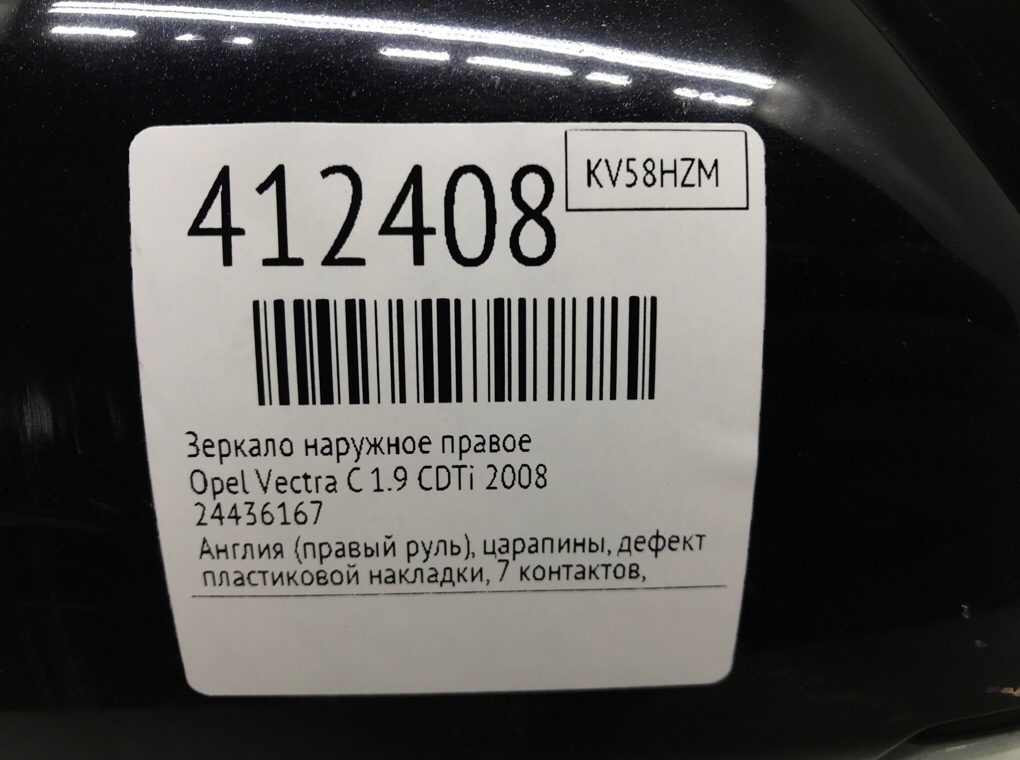 412408
KV58HZM
Зеркало наружное правое
Opel Vectra C 1.9 CDTi 2008
24436167
Англия (правый руль), царапины, дефект
пластиковой накладки, 7 контактов,